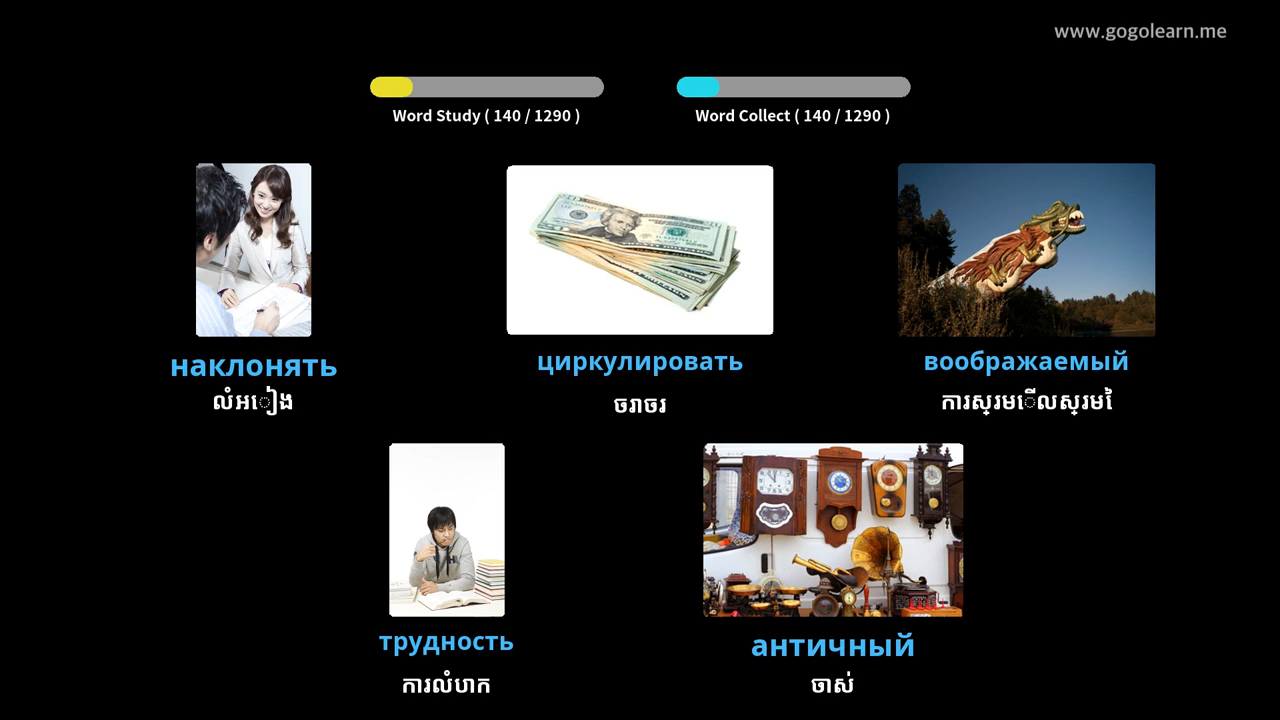 www.gogolearn.me
Word Study ( 140 / 1290 )
Word Collect ( 140 / 1290 )
наклонять
លំអៀង
циркулировать
ចរាចរ
воображаемый
ការស្រមើលស្រមៃ
трудность
ការលំបាក
античный
ចាស់